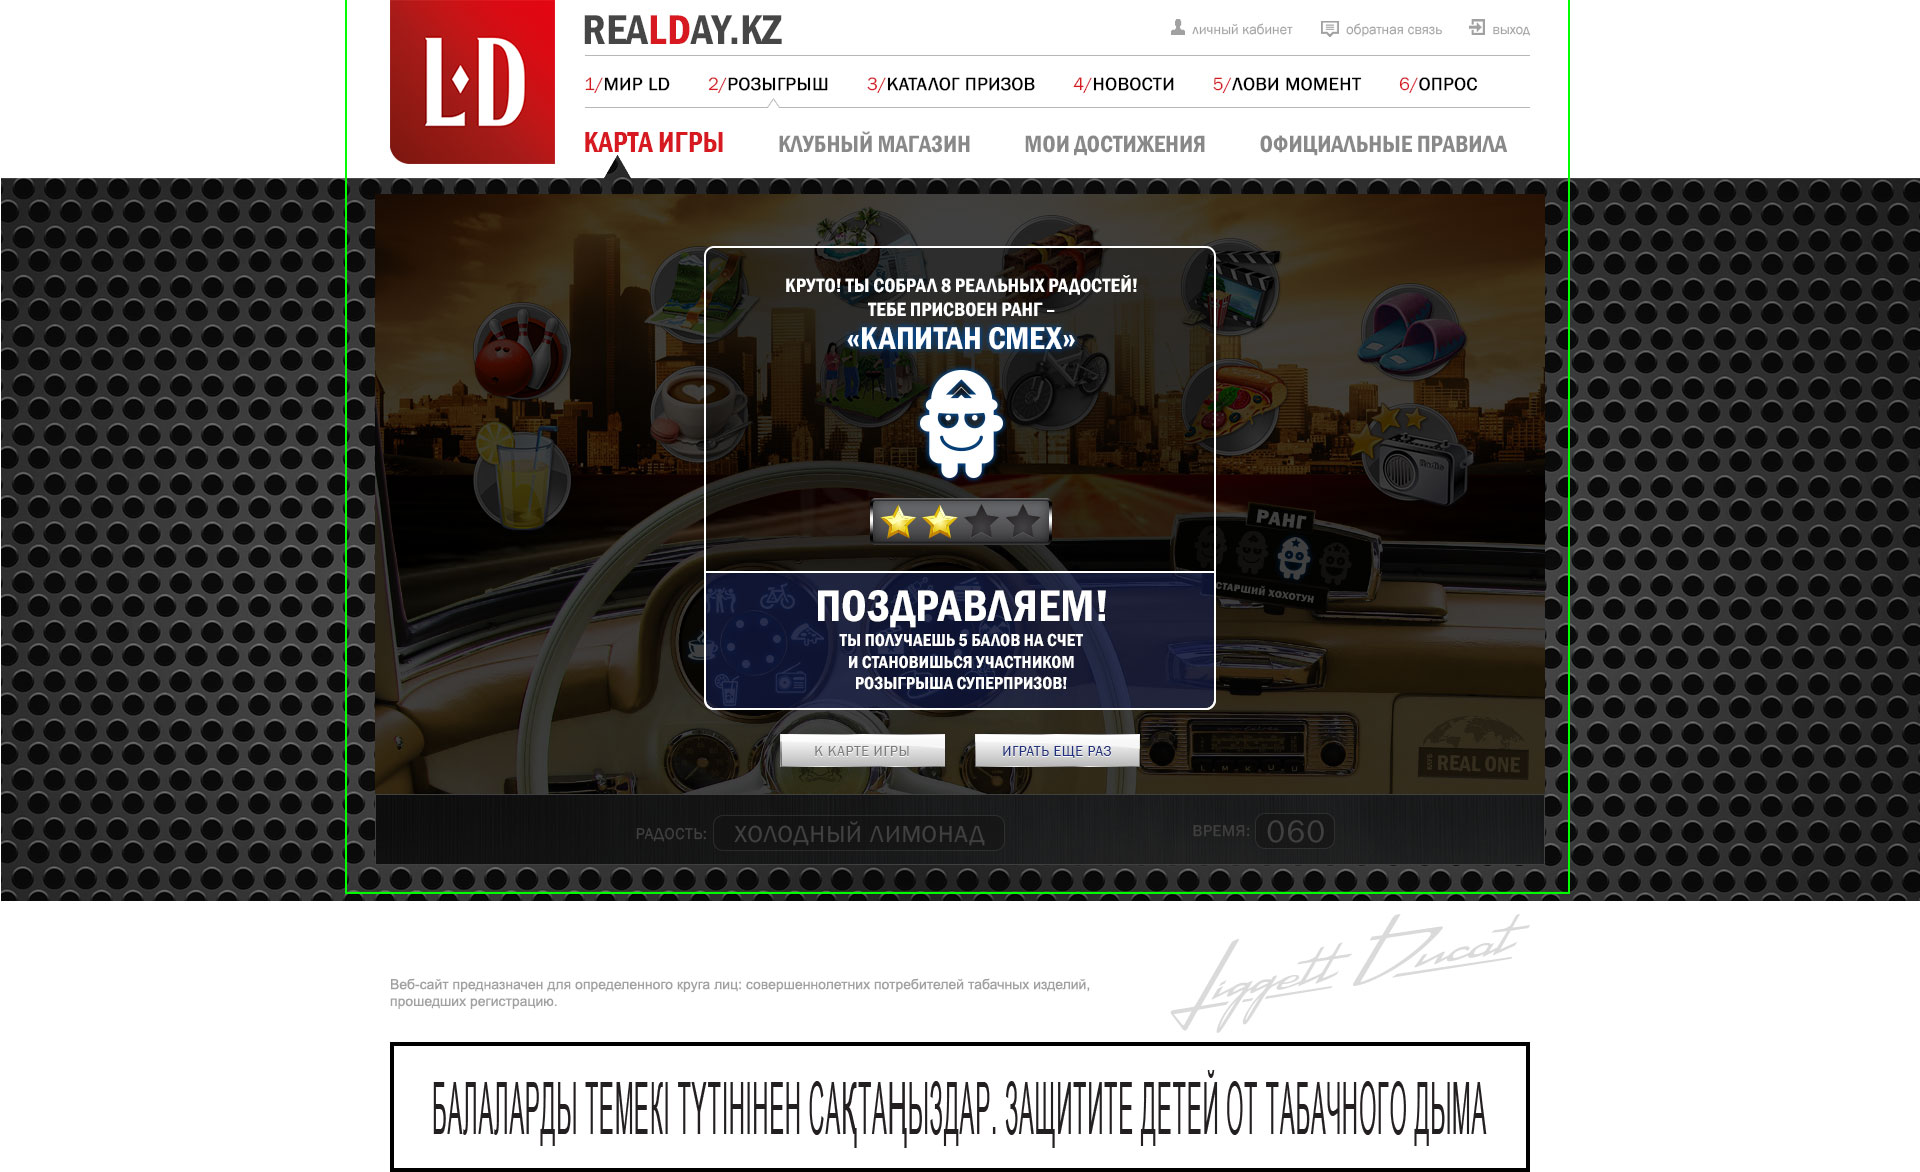 LD
REALDAY.KZ
личный кабинет
обратная связь
выход
1/МИР LD
2/РОЗЫГРЫШ
3/КАТАЛОГ ПРИЗОВ
4/НОВОСТИ
5/ЛОВИ МОМЕНТ
6/ОПРОС
КАРТА ИГРЫ
КЛУБНЫЙ МАГАЗИН
МОИ ДОСТИЖЕНИЯ
ОФИЦИАЛЬНЫЕ ПРАВИЛА
КРУТО! ТЫ СОБРАЛ 8 РЕАЛЬНЫХ РАДОСТЕЙ!
ТЕБЕ ПРИСВОЕН РАНГ –
«КАПИТАН СМЕХ»
РАНГ
СТАРШИЙ ХОХОТУН
ПОЗДРАВЛЯЕМ!
ТЫ ПОЛУЧАЕШЬ 5 БАЛОВ НА СЧЕТ
И СТАНОВИШЬСЯ УЧАСТНИКОМ
РОЗЫГРЫША СУПЕРПРИЗОВ!
К КАРТЕ ИГРЫ
ИГРАТЬ ЕЩЕ РАЗ
REAL ONE
РАДОСТЬ: ХОЛОДНЫЙ ЛИМОНАД
ВРЕМЯ: 060
Liggett Ducat
Веб-сайт предназначен для определенного круга лиц: совершеннолетних потребителей табачных изделий,
прошедших регистрацию.
БАЛАЛАРДЫ ТЕМЕКІ ТҮТІНІНЕН САҚТАҢЫЗДАР. ЗАЩИТИТЕ ДЕТЕЙ ОТ ТАБАЧНОГО ДЫМА